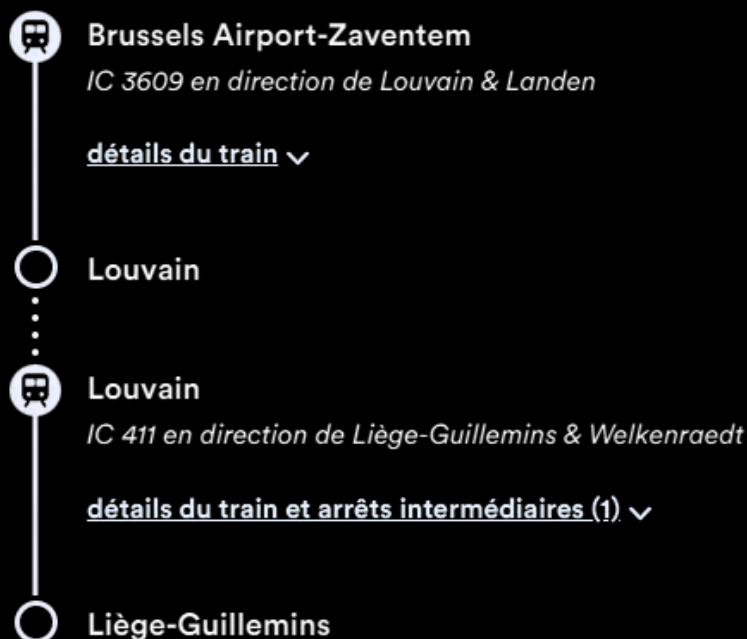 Brussels Airport-Zaventem
IC 3609 en direction de Louvain & Landen
détails du train
Louvain
Louvain
IC 411 en direction de Liège-Guillemins & Welkenraedt
détails du train et arrêts intermédiaires (1)
Liège-Guillemins